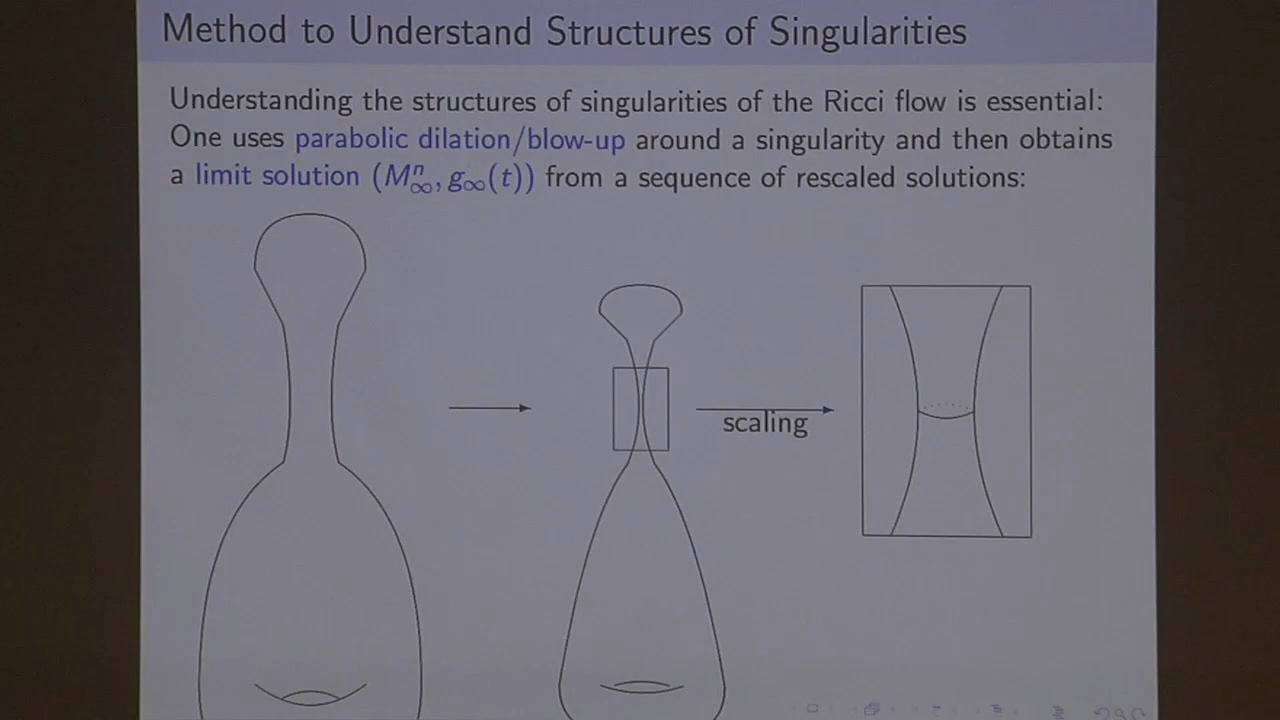 Method to Understand Structures of Singularities
Understanding the structures of singularities of the Ricci flow is essential:
One uses parabolic dilation/blow-up around a singularity and then obtains
a limit solution (Mⁿ_∞, g_∞(t)) from a sequence of rescaled solutions:
scaling